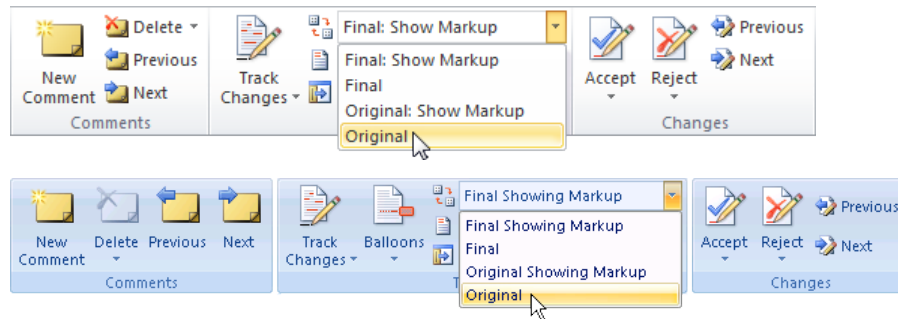 Delete
Previous
Next
New
Comment
Comments
Track
Changes
Final: Show Markup
Final: Show Markup
Final
Original: Show Markup
Original
Accept
Reject
Previous
Next
Changes
New
Comment
Delete
Previous
Next
Comments
Track
Changes
Balloons
Final Showing Markup
Final Showing Markup
Final
Original Showing Markup
Original
T
Accept
Reject
Previous
Next
Changes